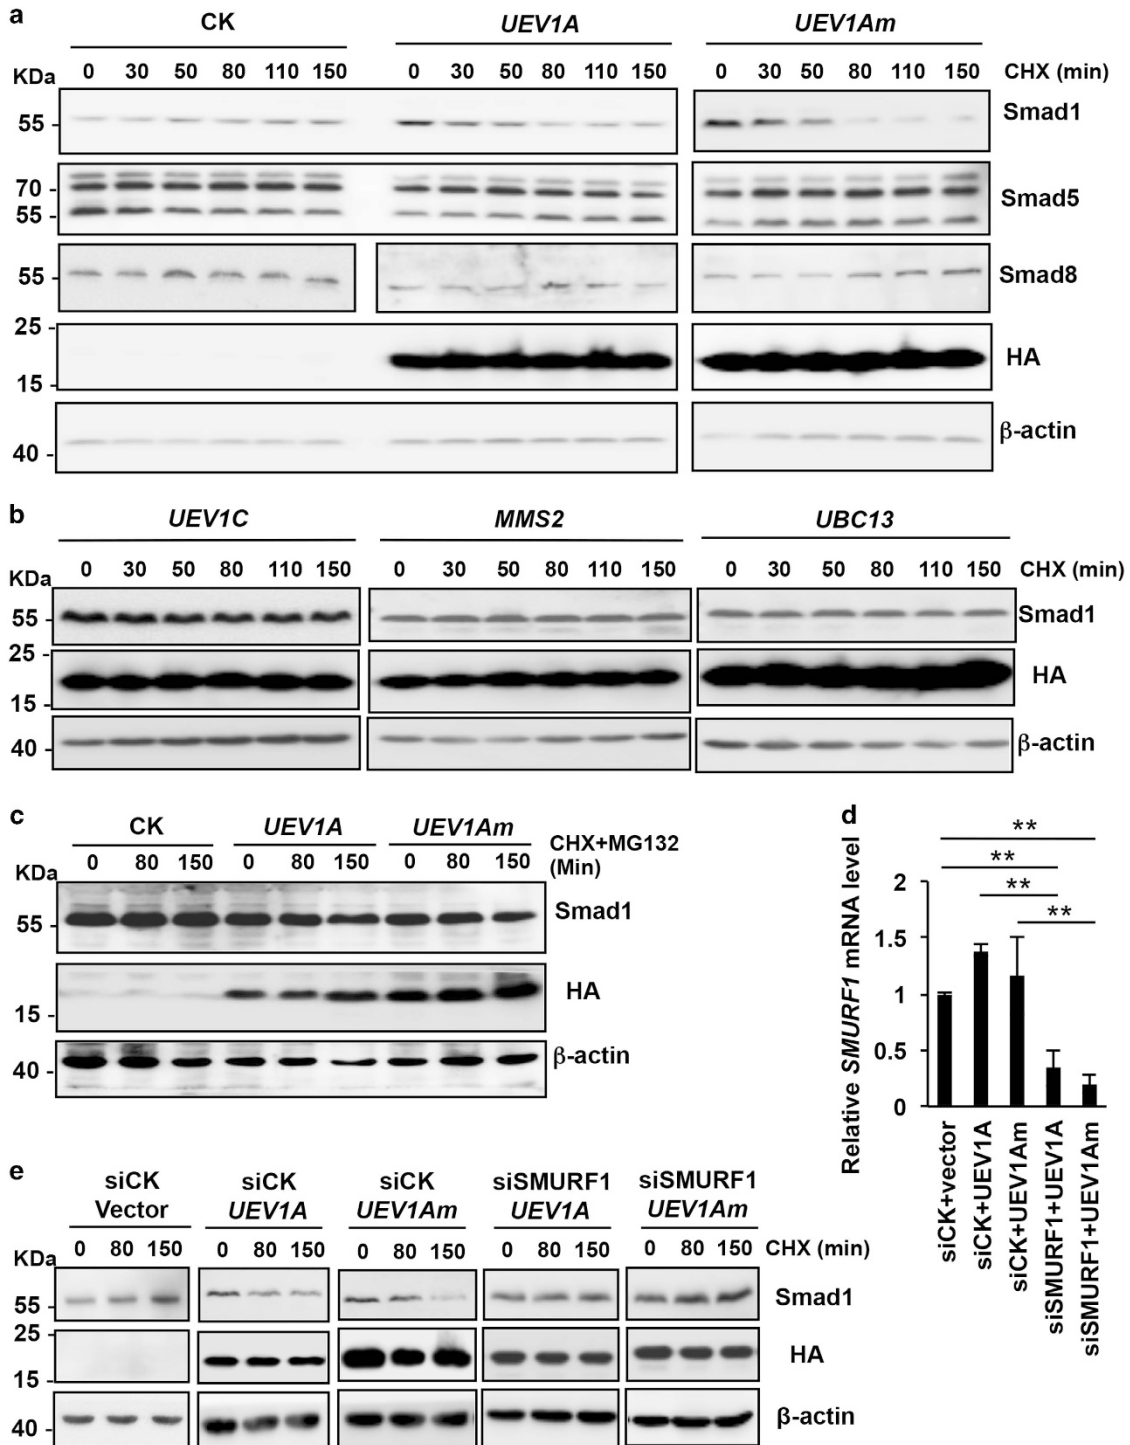 a
CK UEV1A UEV1Am
KDa 0 30 50 80 110 150 0 30 50 80 110 150 0 30 50 80 110 150 CHX (min)
55 - Smad1
70 - Smad5
55 -
55 - Smad8
25 -
HA
15 -
β-actin
40 -
b
UEV1C MMS2 UBC13
KDa 0 30 50 80 110 150 0 30 50 80 110 150 0 30 50 80 110 150 CHX (min)
55 - Smad1
25 -
HA
15 -
40 - β-actin
c
CK UEV1A UEV1Am CHX+MG132
KDa 0 80 150 0 80 150 0 80 150 (Min)
55 - Smad1
HA
15 -
β-actin
40 -
d
**
**
**
**
Relative SMURF1 mRNA level
2
1.5
1
0.5
0
siCK+vector
siCK+UEV1A
siCK+UEV1Am
siSMURF1+UEV1A
siSMURF1+UEV1Am
e
siCK siCK siCK siSMURF1 siSMURF1
Vector UEV1A UEV1Am UEV1A UEV1Am
KDa 0 80 150 0 80 150 0 80 150 0 80 150 0 80 150 CHX (min)
55 - Smad1
25 -
HA
15 -
40 - β-actin